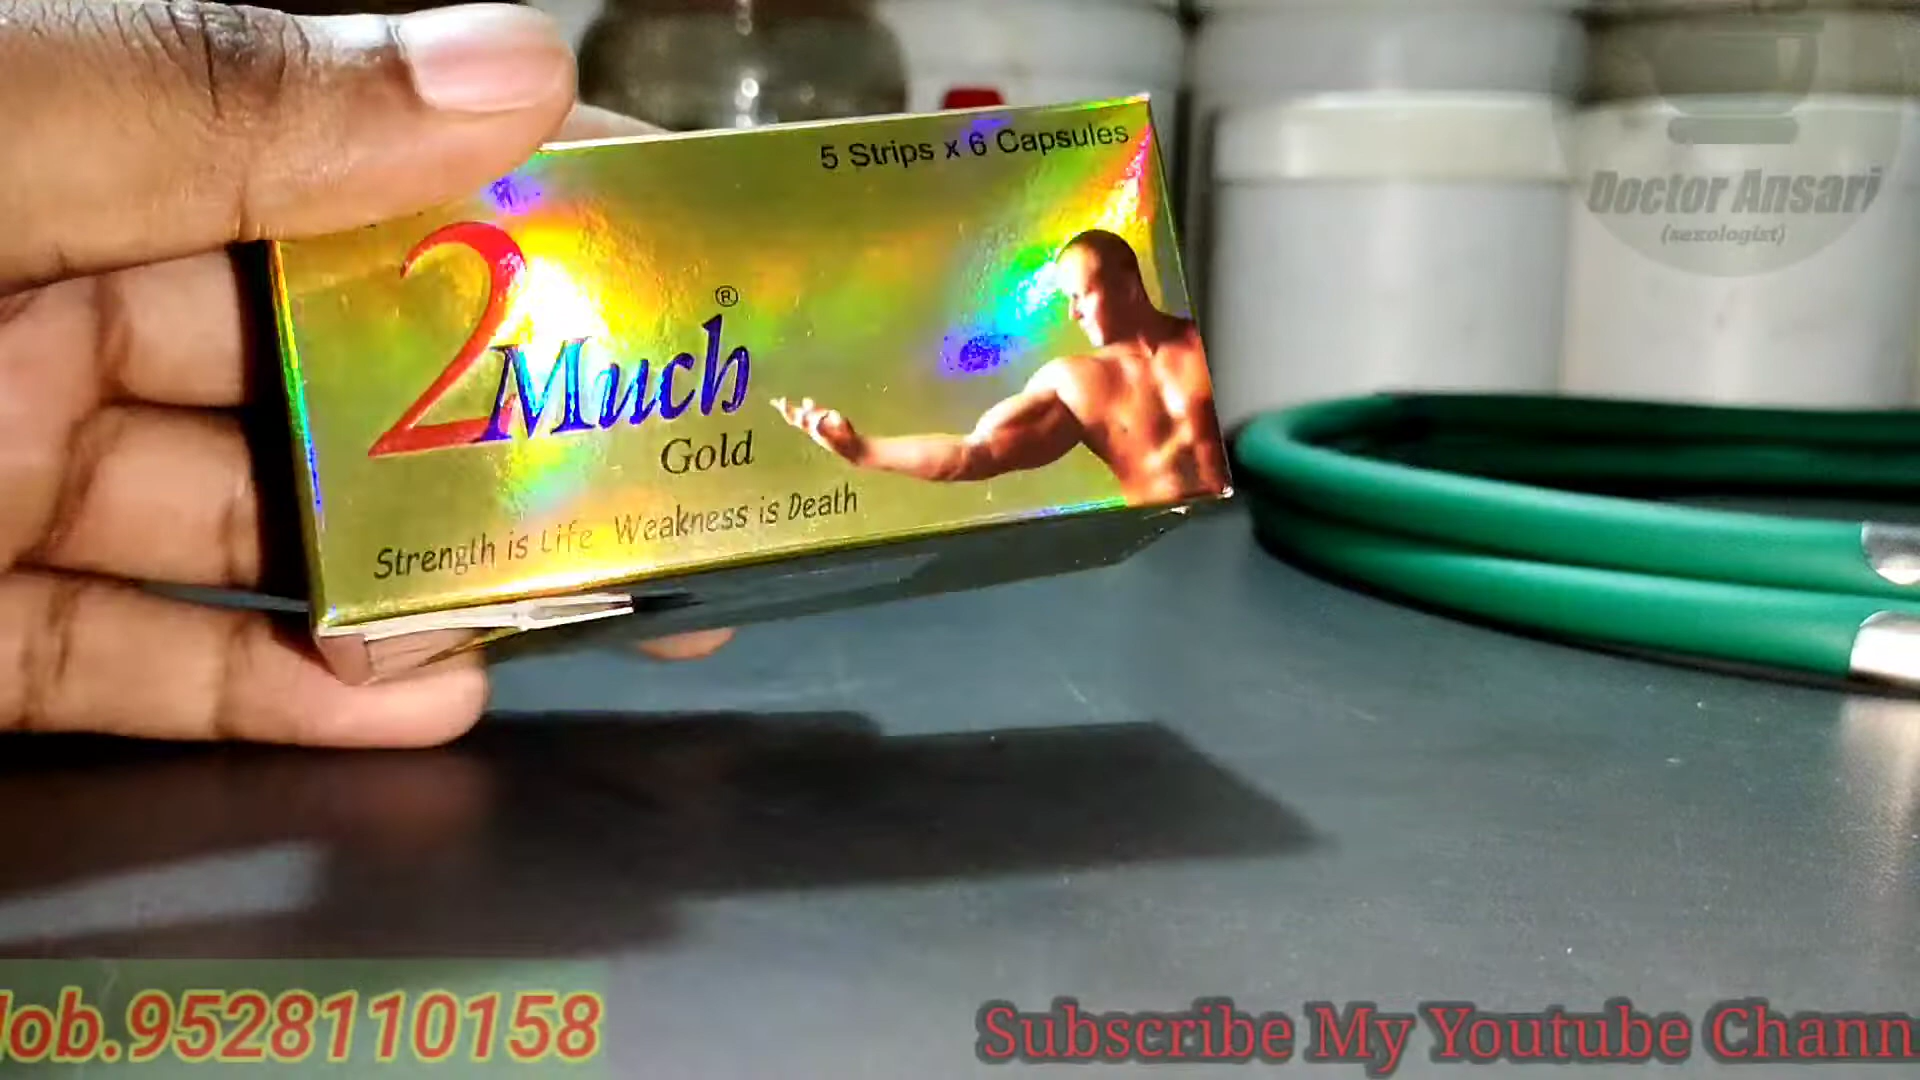 5 Strips x 6 Capsules
Doctor Ansari
(sexologist)
2 Much ®
Gold
Strength is Life Weakness is Death
ob.9528110158
Subscribe My Youtube Chann